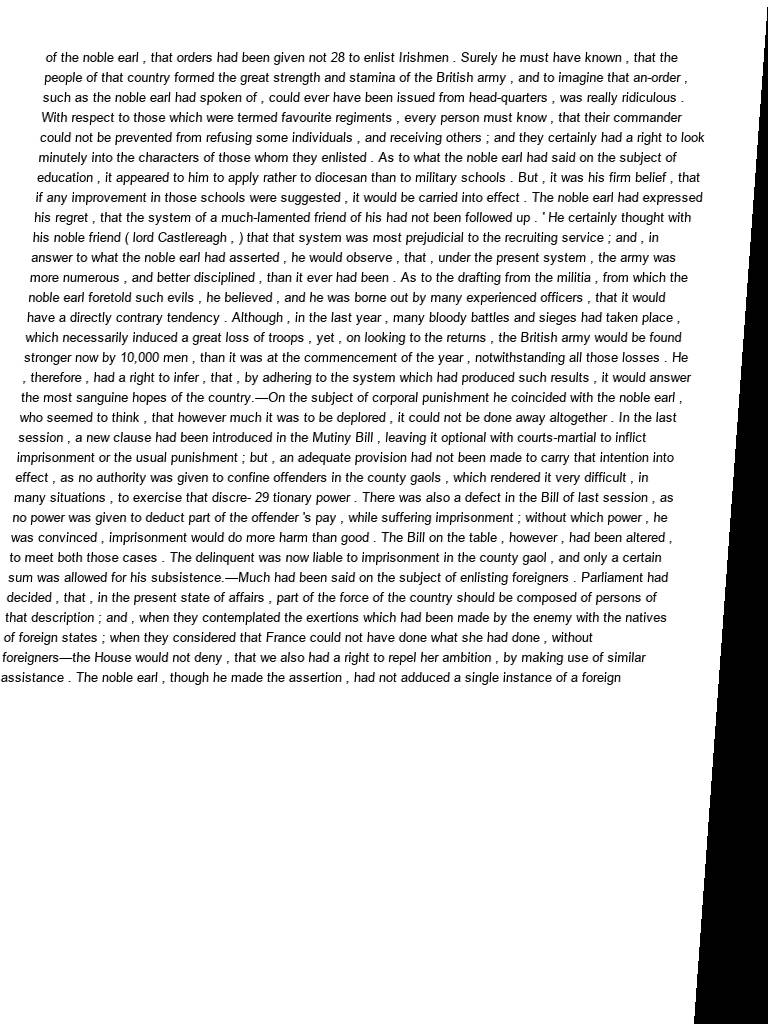 of the noble earl , that orders had been given not 28 to enlist Irishmen . Surely he must have known , that the
people of that country formed the great strength and stamina of the British army , and to imagine that an-order ,
such as the noble earl had spoken of , could ever have been issued from head-quarters , was really ridiculous .
With respect to those which were termed favourite regiments , every person must know , that their commander
could not be prevented from refusing some individuals , and receiving others ; and they certainly had a right to look
minutely into the characters of those whom they enlisted . As to what the noble earl had said on the subject of
education , it appeared to him to apply rather to diocesan than to military schools . But , it was his firm belief , that
if any improvement in those schools were suggested , it would be carried into effect . The noble earl had expressed
his regret , that the system of a much-lamented friend of his had not been followed up . ' He certainly thought with
his noble friend ( lord Castlereagh , ) that that system was most prejudicial to the recruiting service ; and , in
answer to what the noble earl had asserted , he would observe , that , under the present system , the army was
more numerous , and better disciplined , than it ever had been . As to the drafting from the militia , from which the
noble earl foretold such evils , he believed , and he was borne out by many experienced officers , that it would
have a directly contrary tendency . Although , in the last year , many bloody battles and sieges had taken place ,
which necessarily induced a great loss of troops , yet , on looking to the returns , the British army would be found
stronger now by 10,000 men , than it was at the commencement of the year , notwithstanding all those losses . He
, therefore , had a right to infer , that , by adhering to the system which had produced such results , it would answer
the most sanguine hopes of the country.—On the subject of corporal punishment he coincided with the noble earl ,
who seemed to think , that however much it was to be deplored , it could not be done away altogether . In the last
session , a new clause had been introduced in the Mutiny Bill , leaving it optional with courts-martial to inflict
imprisonment or the usual punishment ; but , an adequate provision had not been made to carry that intention into
effect , as no authority was given to confine offenders in the county gaols , which rendered it very difficult , in
many situations , to exercise that discre- 29 tionary power . There was also a defect in the Bill of last session , as
no power was given to deduct part of the offender 's pay , while suffering imprisonment ; without which power , he
was convinced , imprisonment would do more harm than good . The Bill on the table , however , had been altered ,
to meet both those cases . The delinquent was now liable to imprisonment in the county gaol , and only a certain
sum was allowed for his subsistence.—Much had been said on the subject of enlisting foreigners . Parliament had
decided , that , in the present state of affairs , part of the force of the country should be composed of persons of
that description ; and , when they contemplated the exertions which had been made by the enemy with the natives
of foreign states ; when they considered that France could not have done what she had done , without
foreigners—the House would not deny , that we also had a right to repel her ambition , by making use of similar
assistance . The noble earl , though he made the assertion , had not adduced a single instance of a foreign